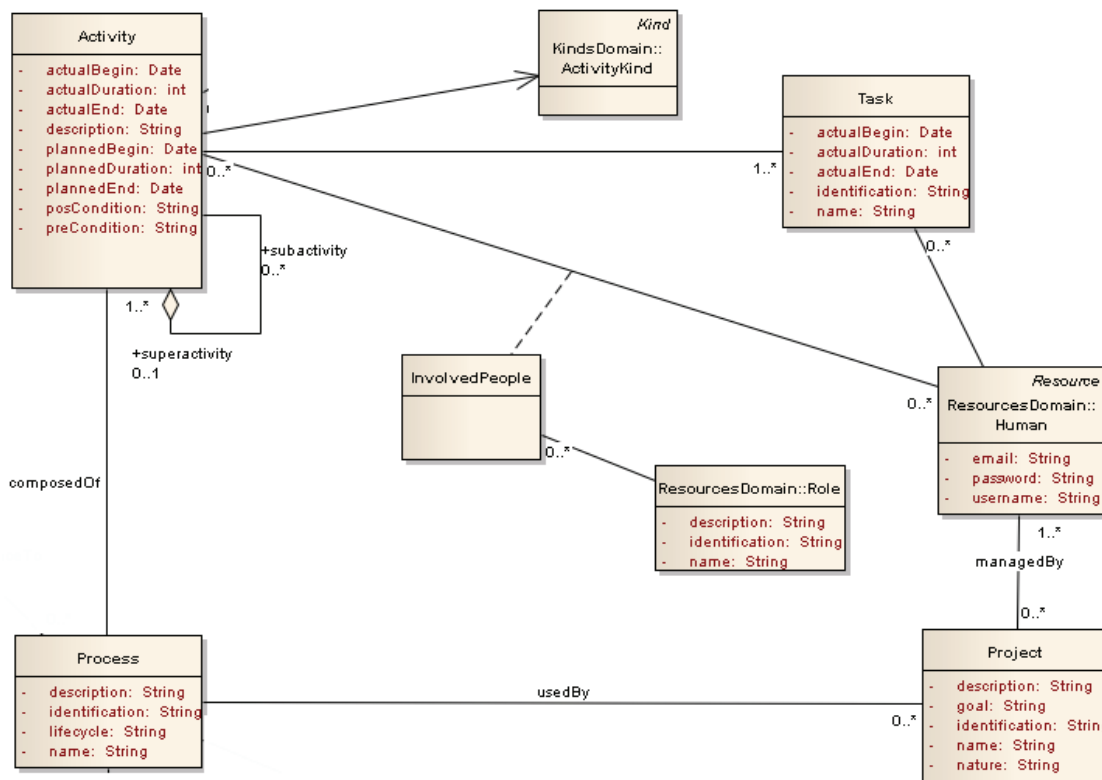 Activity
- actualBegin: Date
- actualDuration: int
- actualEnd: Date
- description: String
- plannedBegin: Date
- plannedDuration: int
- plannedEnd: Date
- posCondition: String
- preCondition: String
Kind
KindsDomain::
ActivityKind
Task
- actualBegin: Date
- actualDuration: int
- actualEnd: Date
- identification: String
- name: String
0..*
1..*
+subactivity
0..*
1..*
+superactivity
0..1
0..*
InvolvedPeople
0..*
ResourcesDomain::Role
- description: String
- identification: String
- name: String
Resource
ResourcesDomain::
Human
- email: String
- password: String
- username: String
0..*
1..*
managedBy
0..*
composedOf
Process
- description: String
- identification: String
- lifecycle: String
- name: String
usedBy
0..*
Project
- description: String
- goal: String
- identification: String
- name: String
- nature: String